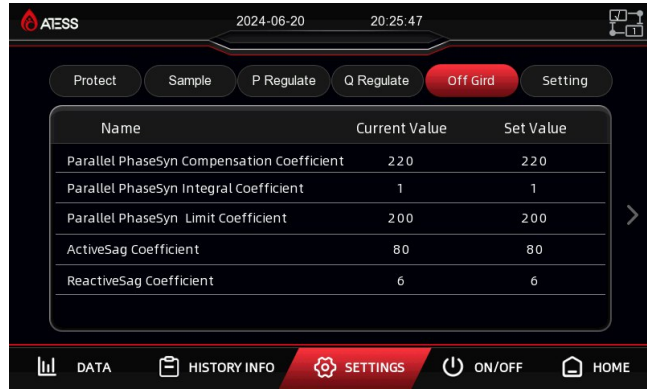 ATESS 2024-06-20 20:25:47
Protect Sample P Regulate Q Regulate Off Gird Setting
Name Current Value Set Value
Parallel PhaseSyn Compensation Coefficient 220 220
Parallel PhaseSyn Integral Coefficient 1 1
Parallel PhaseSyn Limit Coefficient 200 200
ActiveSag Coefficient 80 80
ReactiveSag Coefficient 6 6
DATA HISTORY INFO SETTINGS ON/OFF HOME